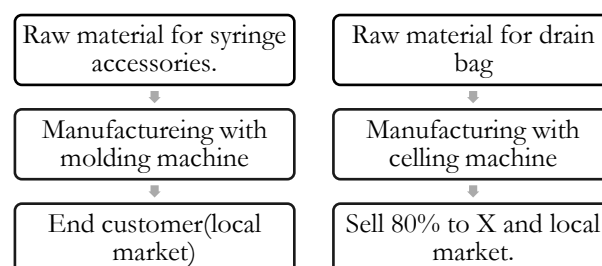 Raw material for syringe
accessories.
Manufactureing with
molding machine
End customer(local
market)
Raw material for drain
bag
Manufacturing with
celling machine
Sell 80% to X and local
market.